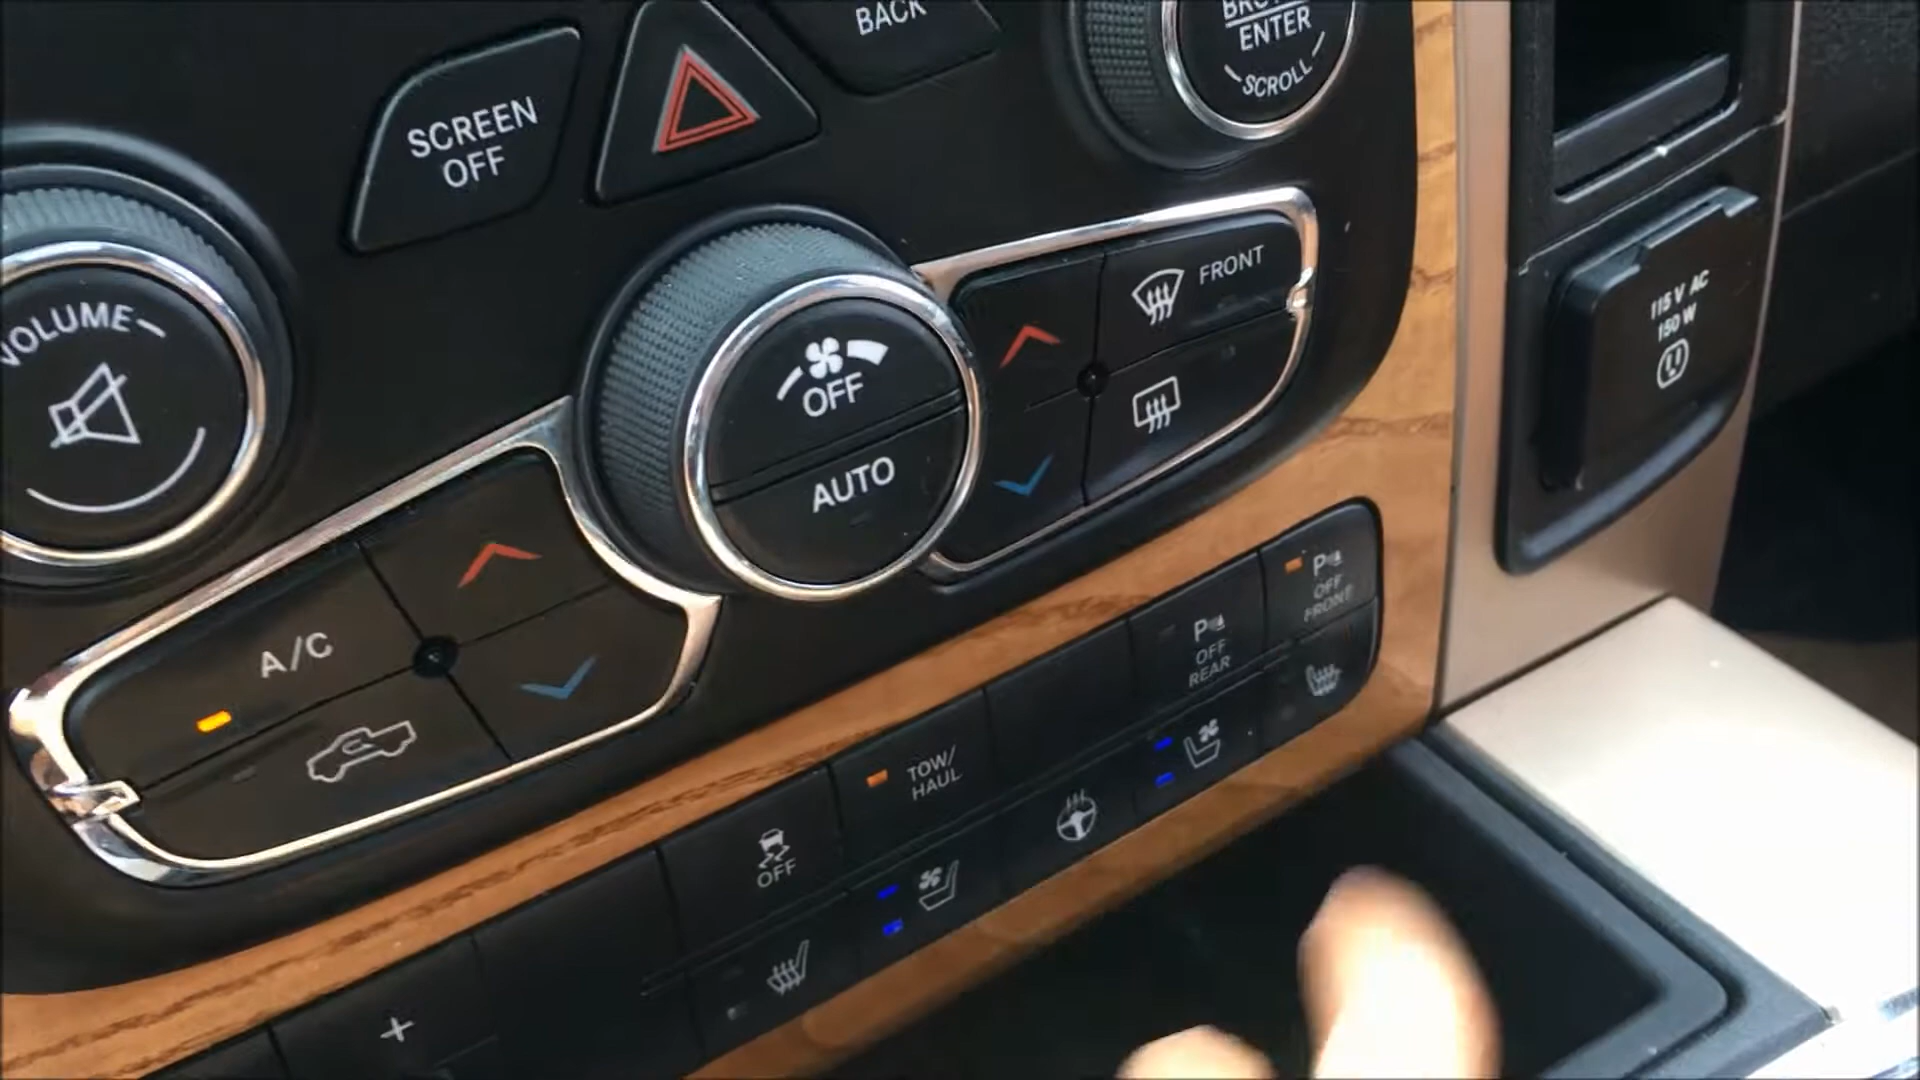 BACK
ENTER
SCROLL
SCREEN
OFF
VOLUME
OFF
AUTO
FRONT
115 V AC
150 W
A/C
P
OFF
FRONT
P
OFF
REAR
TOW/
HAUL
OFF
+